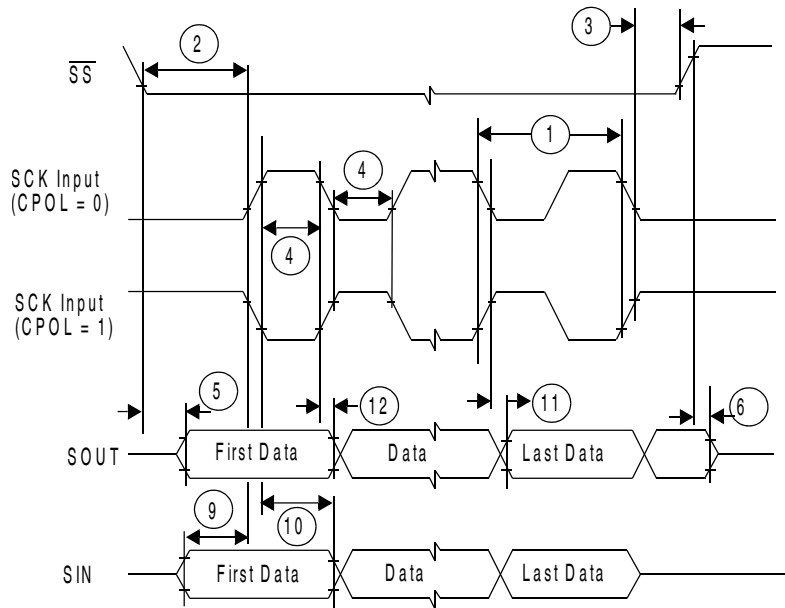 2
3
SS
1
SCK Input
(CPOL = 0)
4
4
SCK Input
(CPOL = 1)
5
12
11
6
SOUT
First Data
Data
Last Data
9
10
SIN
First Data
Data
Last Data